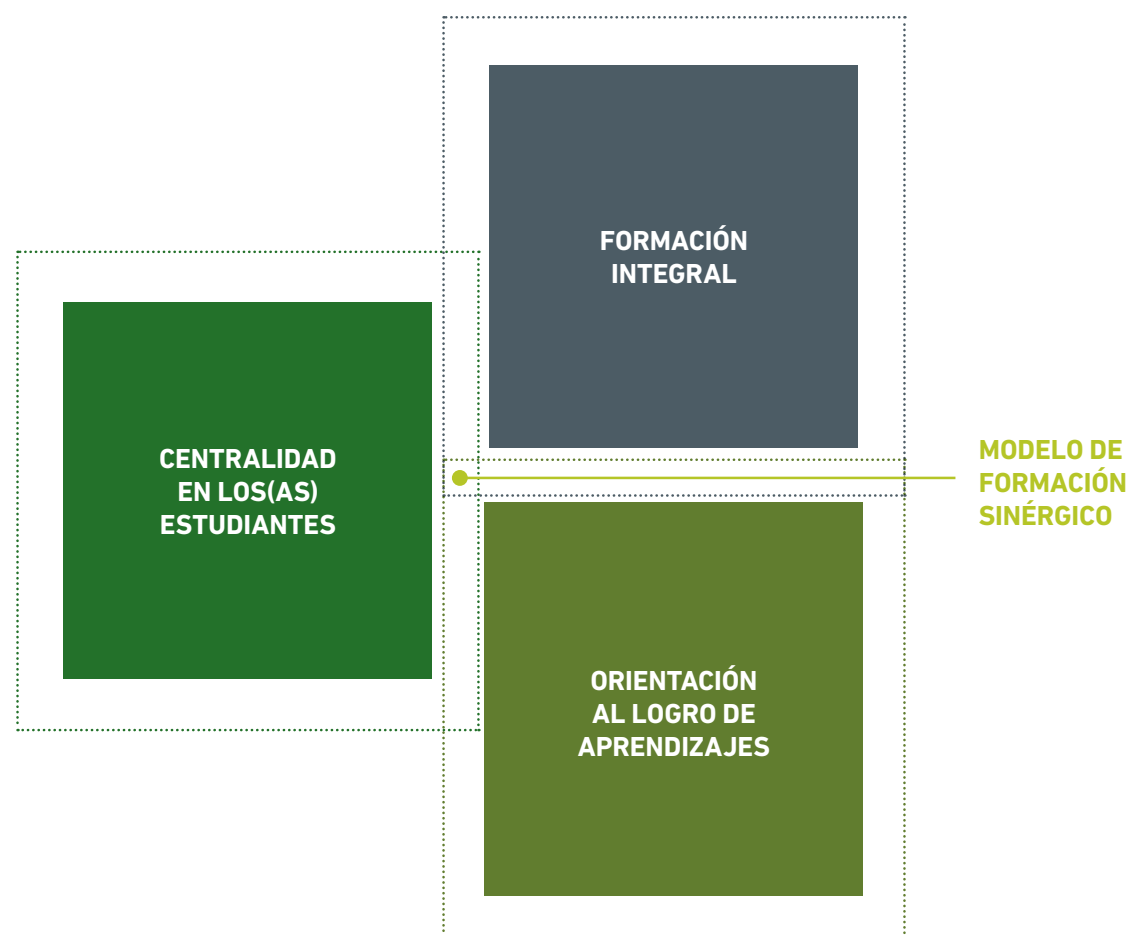 FORMACIÓN
INTEGRAL
CENTRALIDAD
EN LOS(AS)
ESTUDIANTES
MODELO DE
FORMACIÓN
SINÉRGICO
ORIENTACIÓN
AL LOGRO DE
APRENDIZAJES